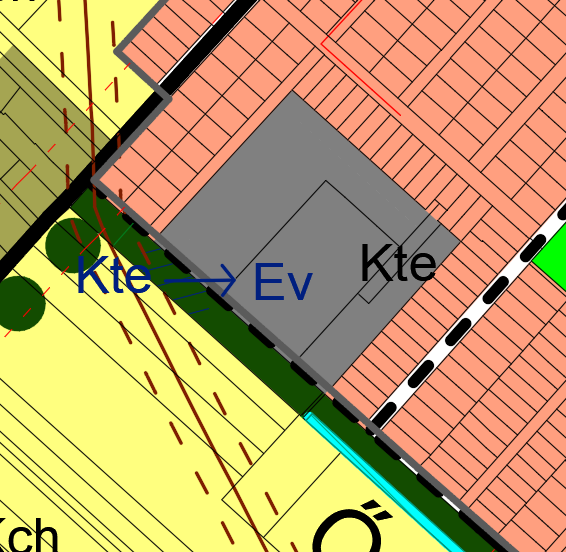 Kte → Ev
Kte
Kch
Ő